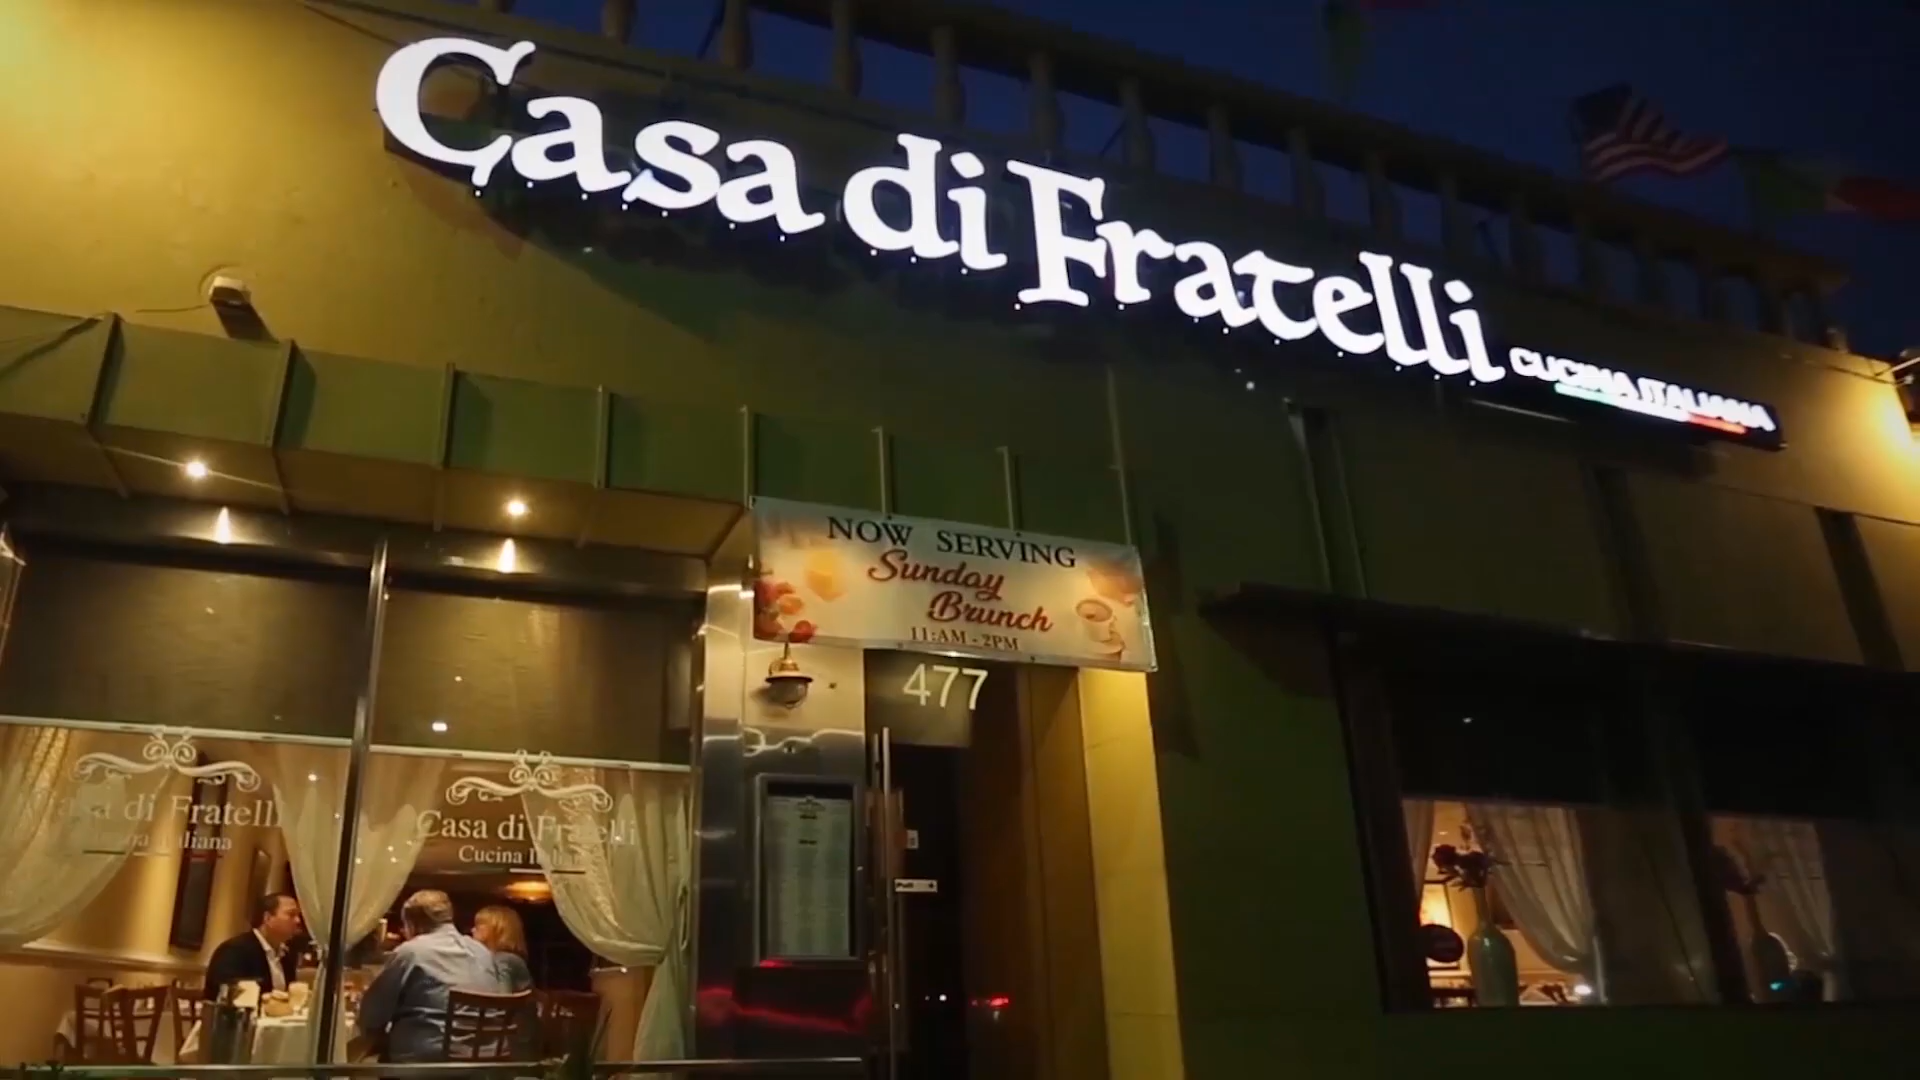 Casa di Fratelli
CUCINA ITALIANA
NOW SERVING
Sunday
Brunch
11:AM - 2PM
477
Casa di Fratelli
Casa di Fratelli
Cucina
Pull